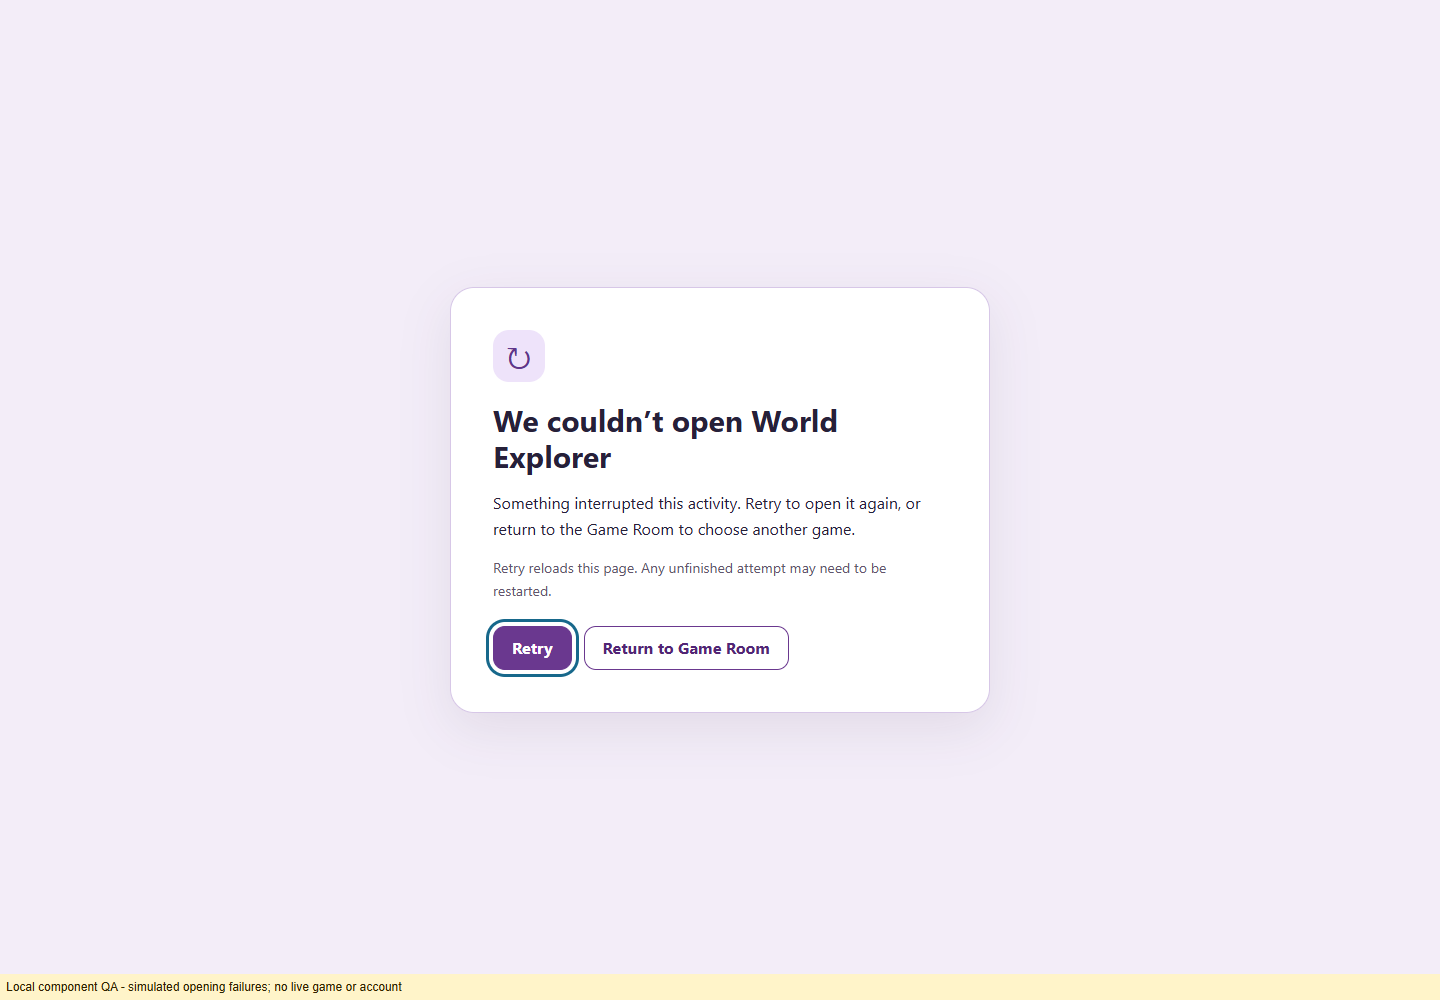 We couldn’t open World
Explorer
Something interrupted this activity. Retry to open it again, or
return to the Game Room to choose another game.
Retry reloads this page. Any unfinished attempt may need to be
restarted.
Retry
Return to Game Room
Local component QA - simulated opening failures; no live game or account